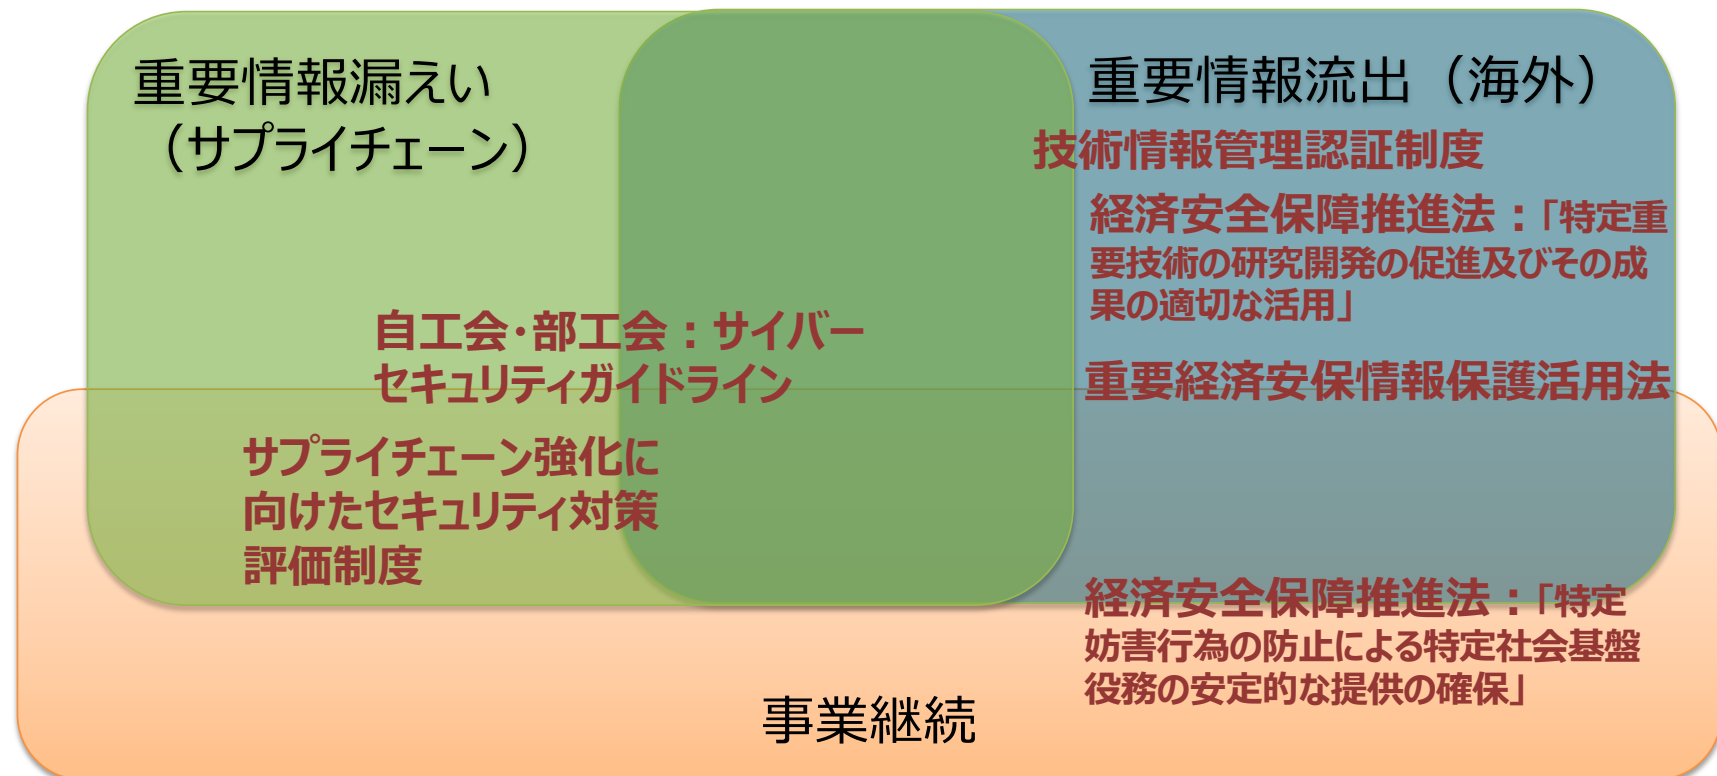 重要情報漏えい
（サプライチェーン）
重要情報流出（海外）
技術情報管理認証制度
経済安全保障推進法：「特定重
要技術の研究開発の促進及びその成
果の適切な活用」
自工会・部工会：サイバー
セキュリティガイドライン
重要経済安保情報保護活用法
サプライチェーン強化に
向けたセキュリティ対策
評価制度
経済安全保障推進法：「特定
妨害行為の防止による特定社会基盤
役務の安定的な提供の確保」
事業継続